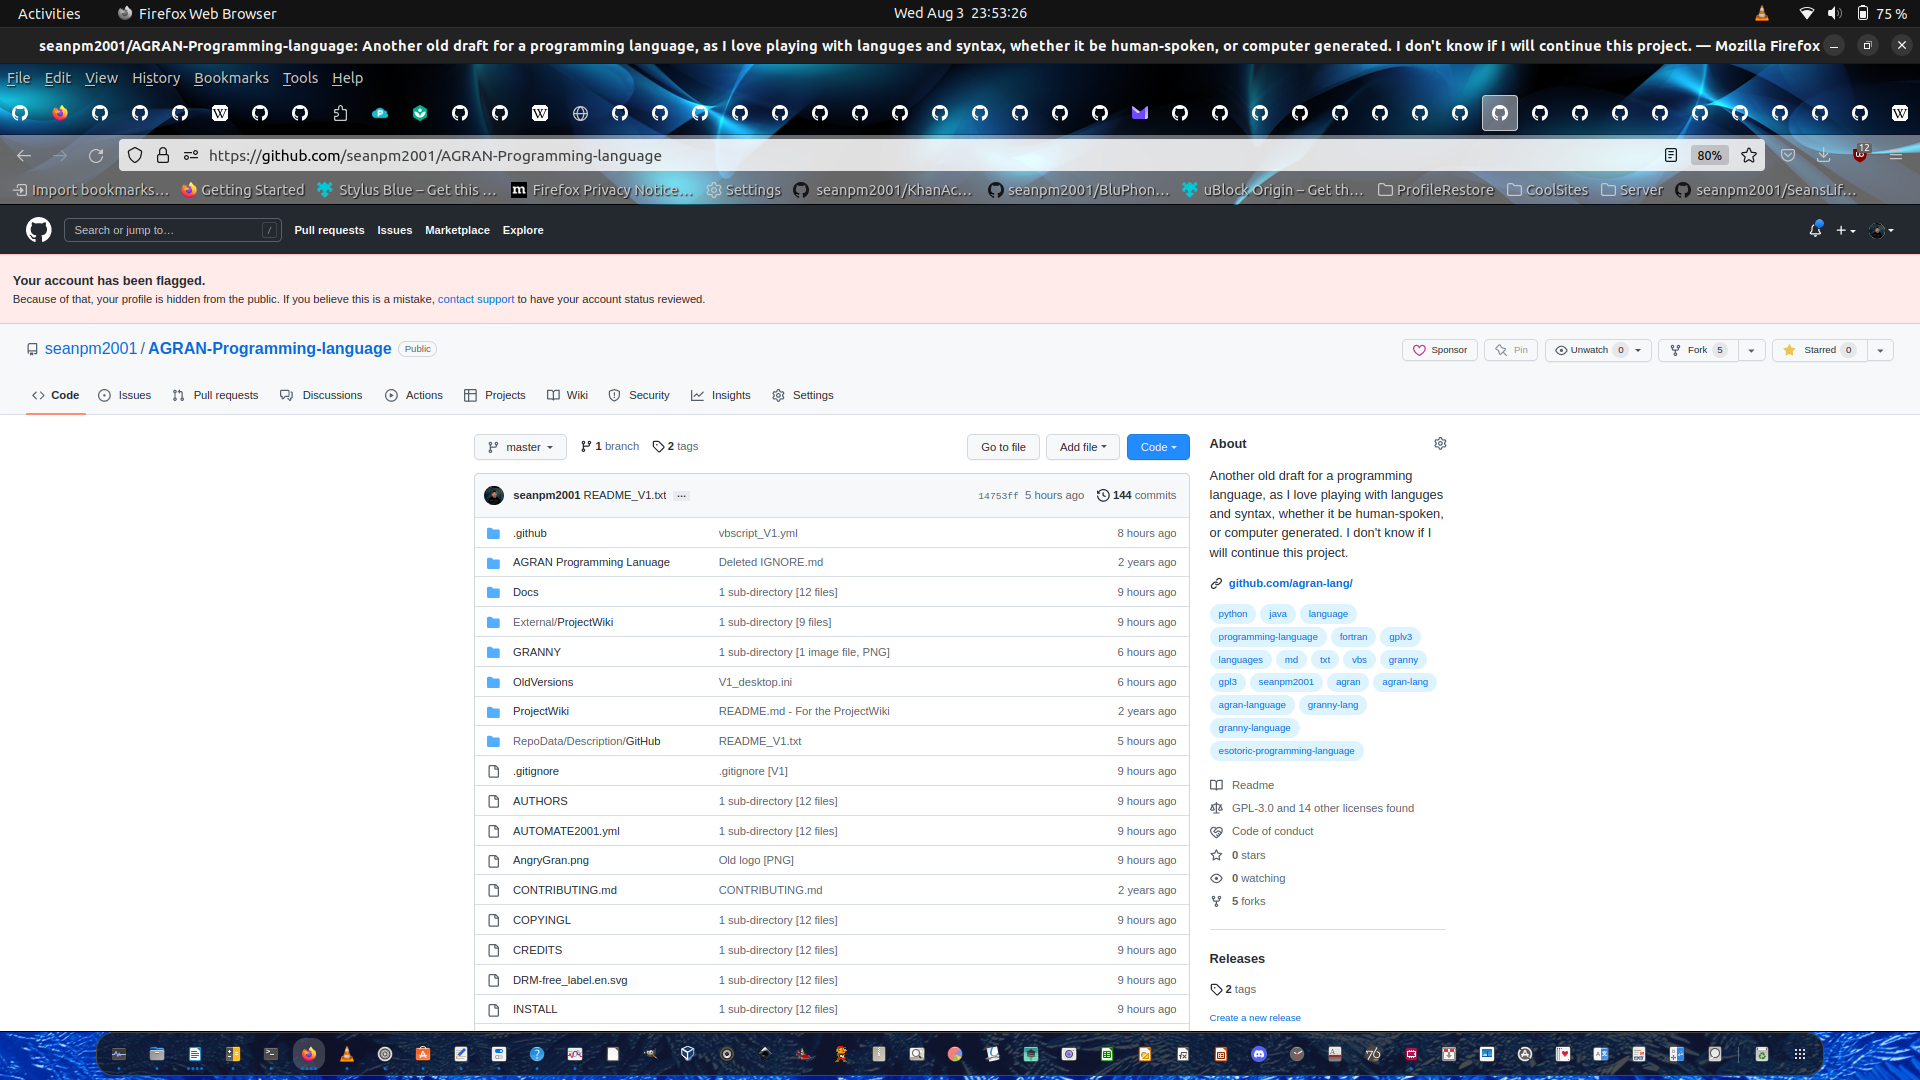 Activities
Firefox Web Browser
Wed Aug 3 23:53:26
75 %
seanpm2001/AGRAN-Programming-language: Another old draft for a programming language, as I love playing with languges and syntax, whether it be human-spoken, or computer generated. I don't know if I will continue this project. — Mozilla Firefox
File Edit View History Bookmarks Tools Help
https://github.com/seanpm2001/AGRAN-Programming-language
80%
12
Import bookmarks… Getting Started Stylus Blue – Get this … Firefox Privacy Notice… Settings seanpm2001/KhanAc… seanpm2001/BluPhon… uBlock Origin – Get th… ProfileRestore CoolSites Server seanpm2001/SeansLif…
Search or jump to…
/
Pull requests Issues Marketplace Explore
Your account has been flagged.
Because of that, your profile is hidden from the public. If you believe this is a mistake, contact support to have your account status reviewed.
seanpm2001 / AGRAN-Programming-language Public
Sponsor Pin Unwatch 0 Fork 5 Starred 0
Code Issues Pull requests Discussions Actions Projects Wiki Security Insights Settings
master 1 branch 2 tags Go to file Add file Code
seanpm2001 README_V1.txt ... 14753ff 5 hours ago 144 commits
.github vbscript_V1.yml 8 hours ago
AGRAN Programming Lanuage Deleted IGNORE.md 2 years ago
Docs 1 sub-directory [12 files] 9 hours ago
External/ProjectWiki 1 sub-directory [9 files] 9 hours ago
GRANNY 1 sub-directory [1 image file, PNG] 6 hours ago
OldVersions V1_desktop.ini 6 hours ago
ProjectWiki README.md - For the ProjectWiki 2 years ago
RepoData/Description/GitHub README_V1.txt 5 hours ago
.gitignore .gitignore [V1] 9 hours ago
AUTHORS 1 sub-directory [12 files] 9 hours ago
AUTOMATE2001.yml 1 sub-directory [12 files] 9 hours ago
AngryGran.png Old logo [PNG] 9 hours ago
CONTRIBUTING.md CONTRIBUTING.md 2 years ago
COPYINGL 1 sub-directory [12 files] 9 hours ago
CREDITS 1 sub-directory [12 files] 9 hours ago
DRM-free_label.en.svg 1 sub-directory [12 files] 9 hours ago
INSTALL 1 sub-directory [12 files] 9 hours ago
About
Another old draft for a programming
language, as I love playing with languges
and syntax, whether it be human-spoken,
or computer generated. I don't know if I
will continue this project.
github.com/agran-lang/
python java language
programming-language fortran gplv3
languages md txt vbs granny
gpl3 seanpm2001 agran agran-lang
agran-language granny-lang
granny-language
esotoric-programming-language
Readme
GPL-3.0 and 14 other licenses found
Code of conduct
0 stars
0 watching
5 forks
Releases
2 tags
Create a new release